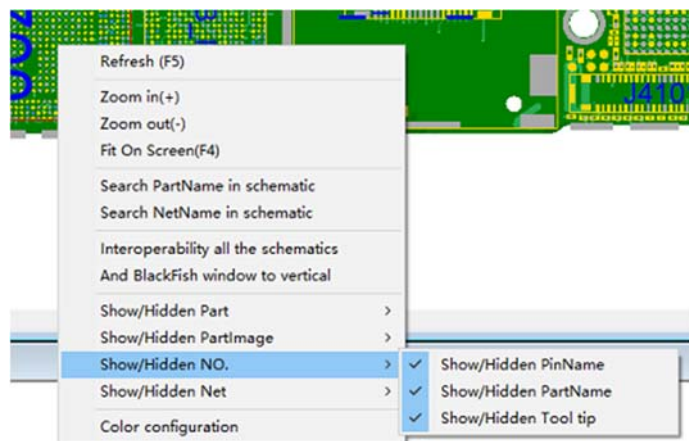 J410
Refresh (F5)
Zoom in(+)
Zoom out(-)
Fit On Screen(F4)
Search PartName in schematic
Search NetName in schematic
Interoperability all the schematics
And BlackFish window to vertical
Show/Hidden Part
Show/Hidden PartImage
Show/Hidden NO.
Show/Hidden Net
Color configuration
Show/Hidden PinName
Show/Hidden PartName
Show/Hidden Tool tip